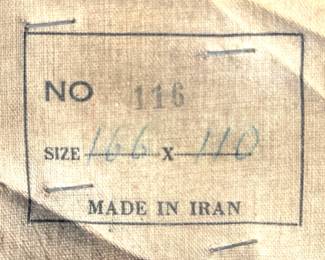 NO 116
SIZE 166 x 110
MADE IN IRAN